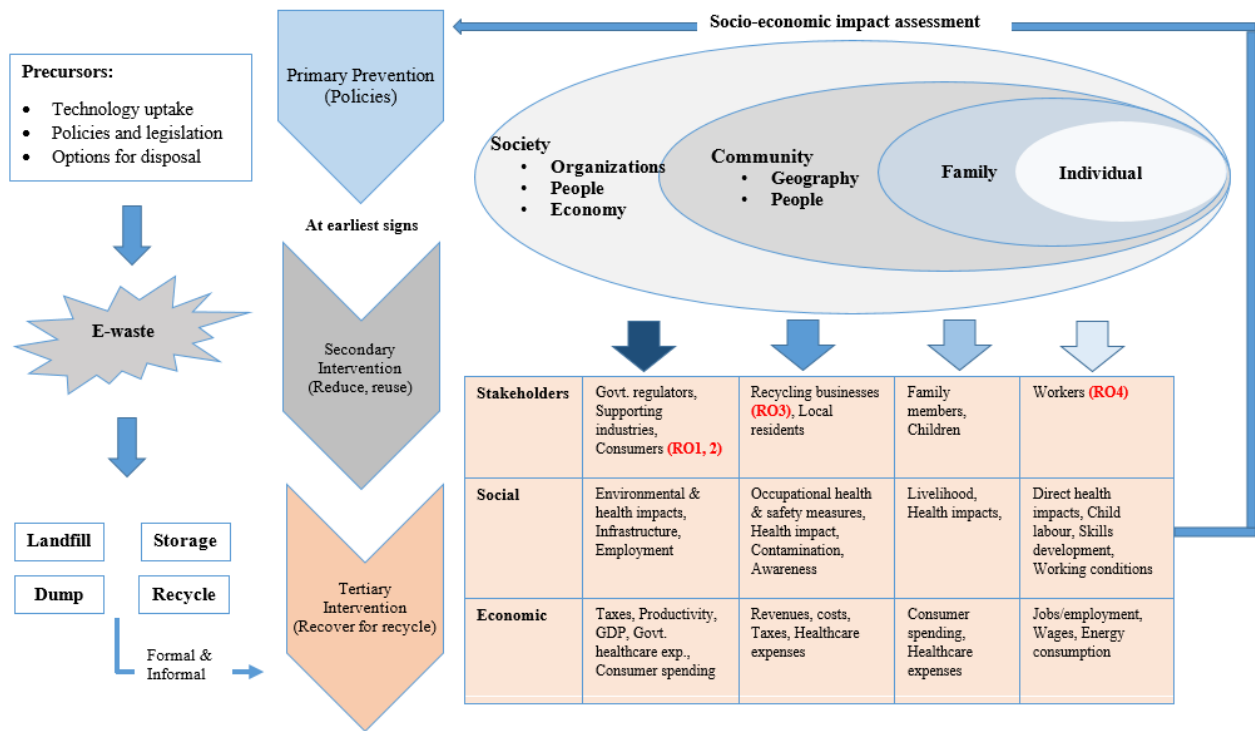 Socio-economic impact assessment
Precursors:
• Technology uptake
• Policies and legislation
• Options for disposal
E-waste
Landfill
Storage
Dump
Recycle
Formal &
Informal
Primary Prevention
(Policies)
At earliest signs
Secondary
Intervention
(Reduce, reuse)
Tertiary
Intervention
(Recover for recycle)
Society
• Organizations
• People
• Economy
Community
• Geography
• People
Family
Individual
Stakeholders
Govt. regulators,
Supporting
industries,
Consumers (RO1, 2)
Recycling businesses
(RO3), Local
residents
Family
members,
Children
Workers (RO4)
Social
Environmental &
health impacts,
Infrastructure,
Employment
Occupational health
& safety measures,
Health impact,
Contamination,
Awareness
Livelihood,
Health impacts,
Direct health
impacts, Child
labour, Skills
development,
Working conditions
Economic
Taxes, Productivity,
GDP, Govt.
healthcare exp.,
Consumer spending
Revenues, costs,
Taxes, Healthcare
expenses
Consumer
spending,
Healthcare
expenses
Jobs/employment,
Wages, Energy
consumption